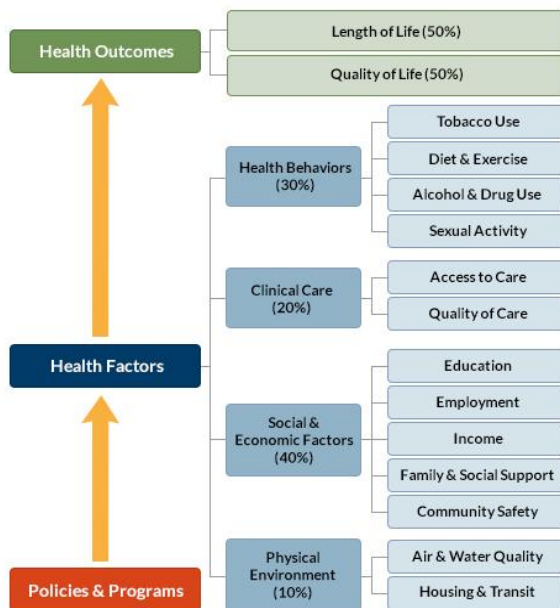 Health Outcomes
Length of Life (50%)
Quality of Life (50%)
Health Factors
Health Behaviors
(30%)
Tobacco Use
Diet & Exercise
Alcohol & Drug Use
Sexual Activity
Clinical Care
(20%)
Access to Care
Quality of Care
Social &
Economic Factors
(40%)
Education
Employment
Income
Family & Social Support
Community Safety
Physical
Environment
(10%)
Air & Water Quality
Housing & Transit
Policies & Programs